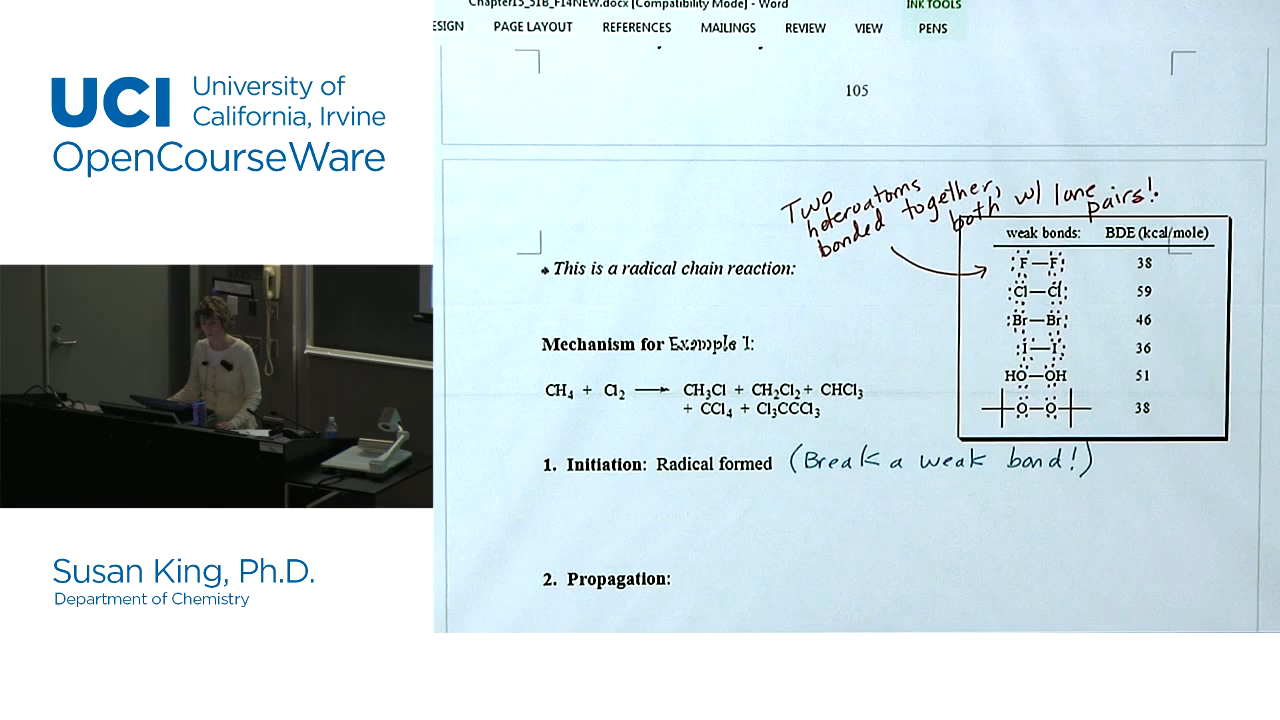 UCI University of
California, Irvine
OpenCourseWare
Susan King, Ph.D.
Department of Chemistry
Chapter15_51B_F14NEW.docx [Compatibility Mode] - Word
INK TOOLS
ESIGN PAGE LAYOUT REFERENCES MAILINGS REVIEW VIEW PENS
105
Two
heteroatoms
bonded together,
both w/ lone
pairs!
weak bonds: BDE (kcal/mole)
:F—F: 38
:Cl—Cl: 59
:Br—Br: 46
:I—I: 36
HO—OH 51
O—O 38
This is a radical chain reaction:
Mechanism for Example 1:
CH4 + Cl2 ⟶ CH3Cl + CH2Cl2 + CHCl3
+ CCl4 + Cl3CCCl3
1. Initiation: Radical formed (Break a weak bond!)
2. Propagation: